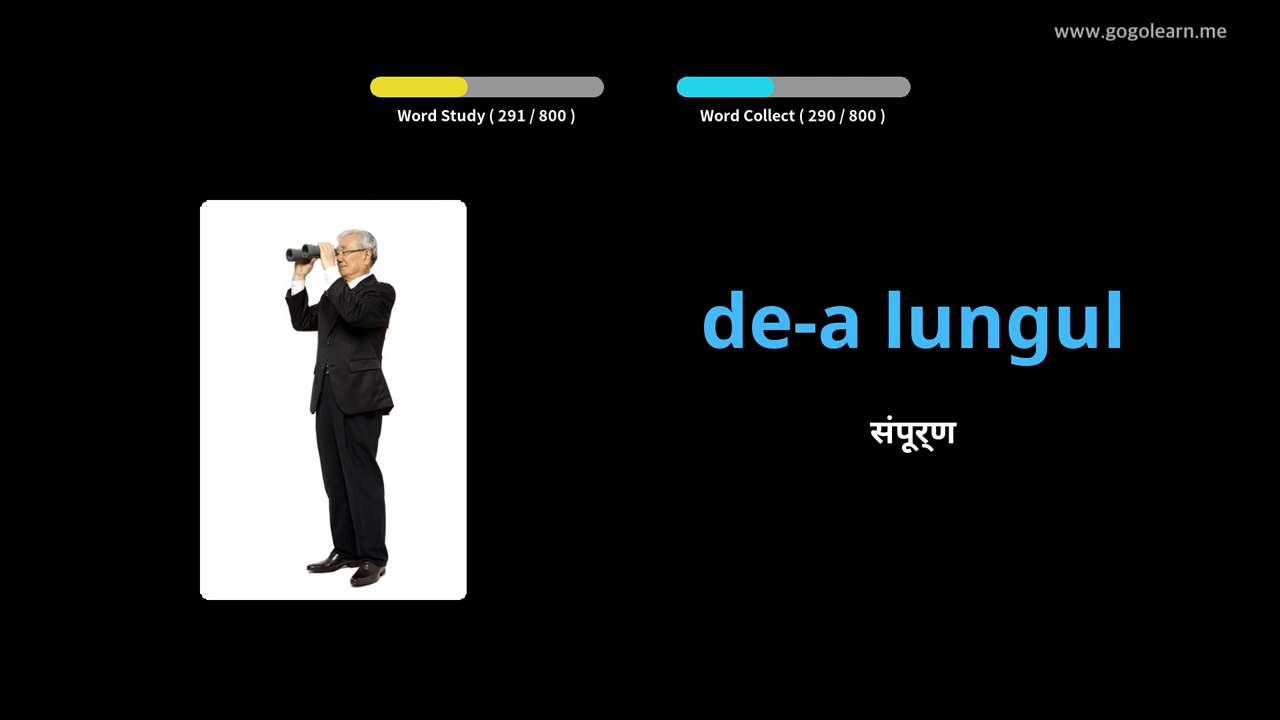 www.gogolearn.me
Word Study ( 291 / 800 )
Word Collect ( 290 / 800 )
de-a lungul
संपूर्ण